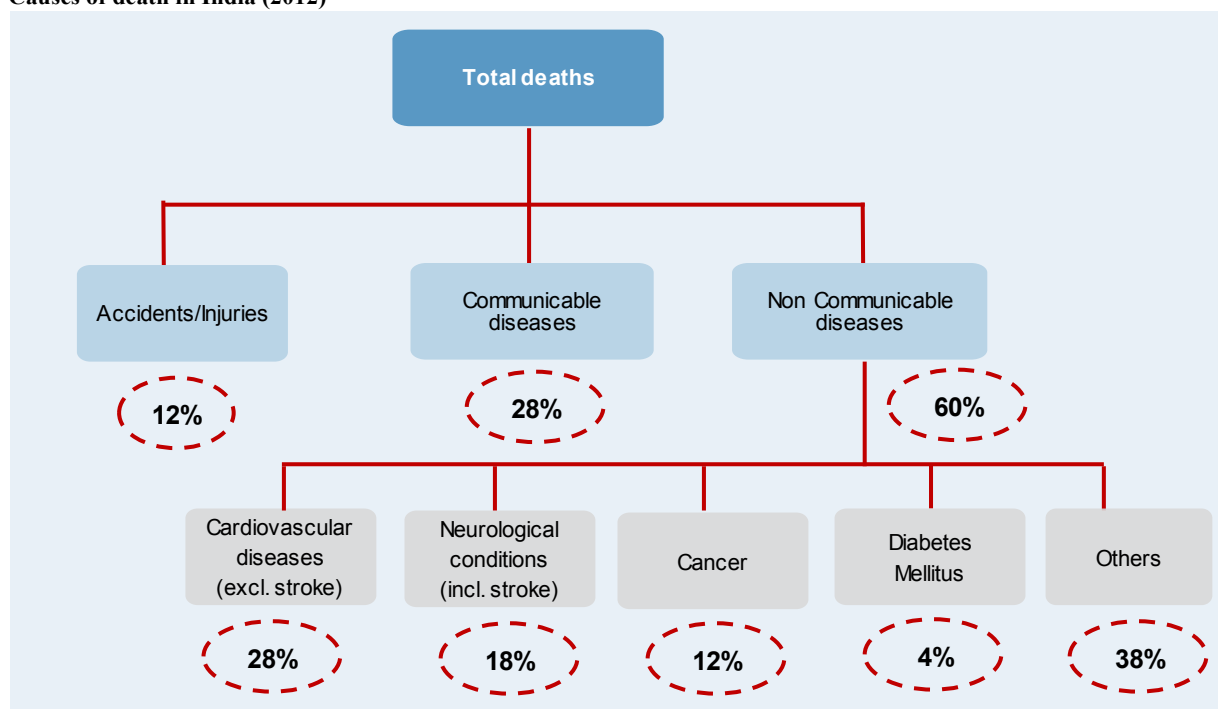 Causes of death in India (2012)
Total deaths
Accidents/Injuries
Communicable
diseases
Non Communicable
diseases
12%
28%
60%
Cardiovascular
diseases
(excl. stroke)
Neurological
conditions
(incl. stroke)
Cancer
Diabetes
Mellitus
Others
28%
18%
12%
4%
38%